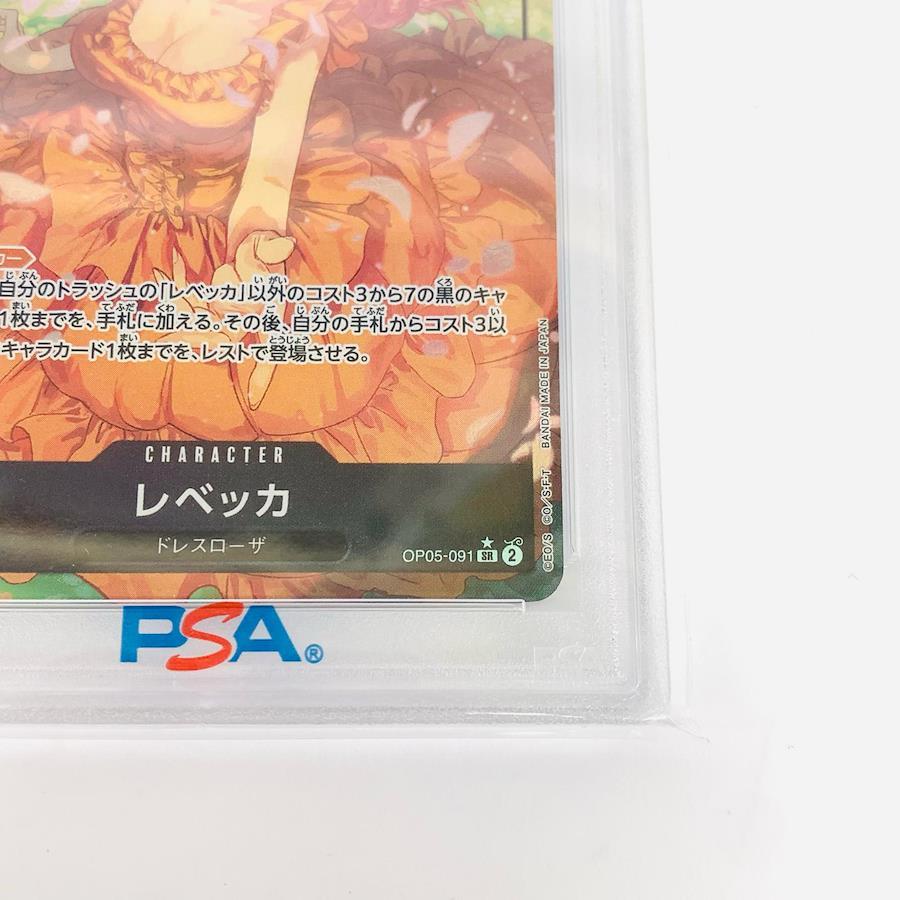 カー
自分のトラッシュの「レベッカ」以外のコスト3から7の黒のキャ
1枚までを、手札に加える。その後、自分の手札からコスト3以
キャラカード1枚までを、レストで登場させる。
CHARACTER
レベッカ
ドレスローザ
OP05-091 SR 2
©EO/S ©O/S·F·T BANDAI MADE IN JAPAN
PSA®